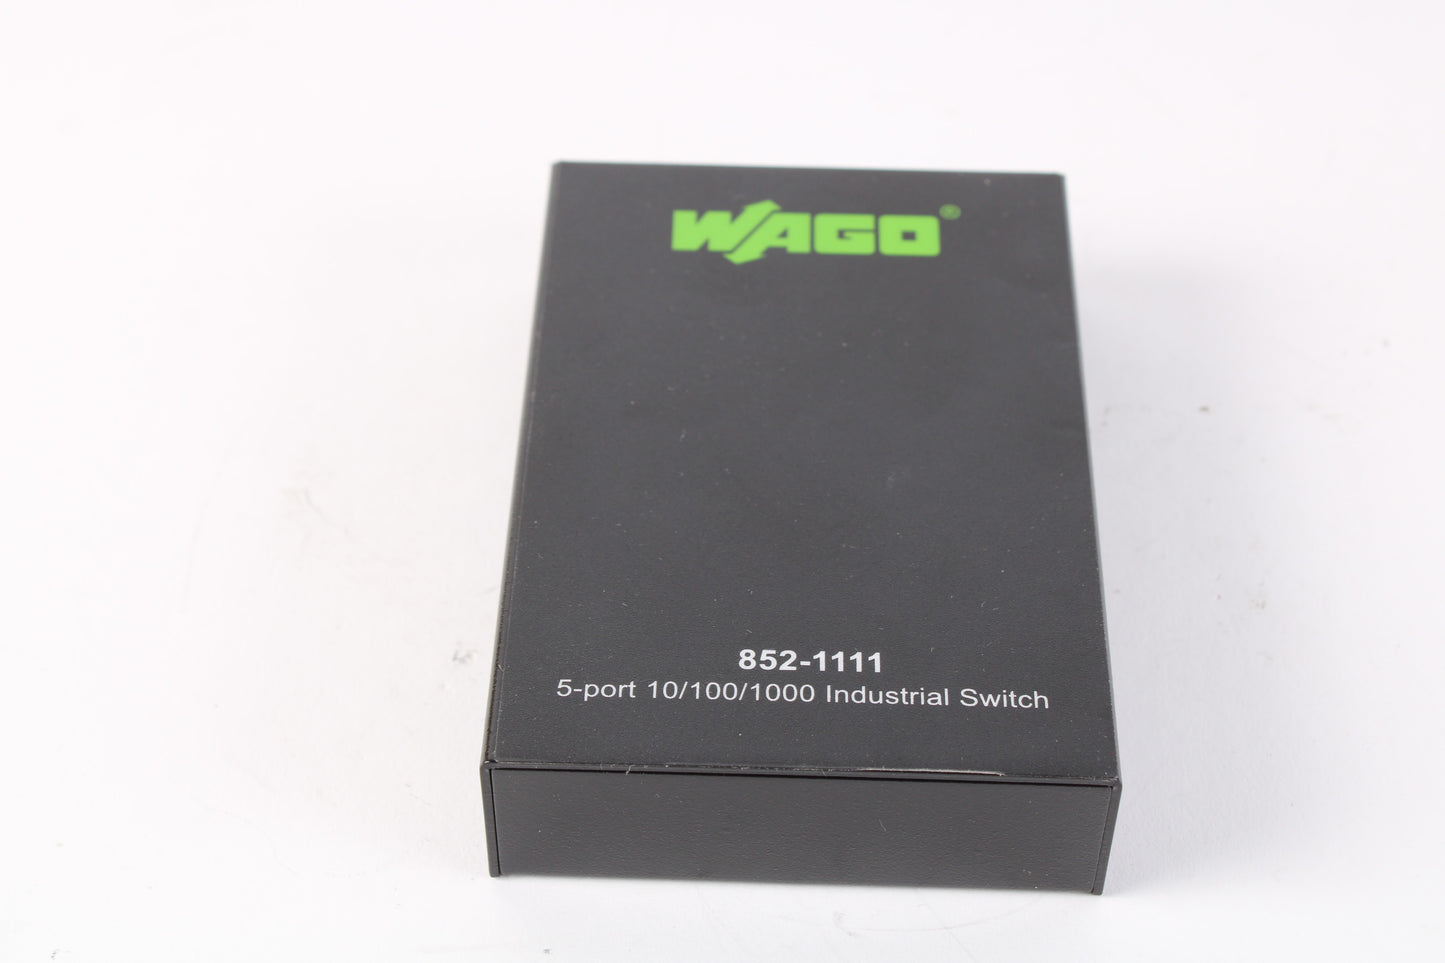 WAGO®
852-1111
5-port 10/100/1000 Industrial Switch